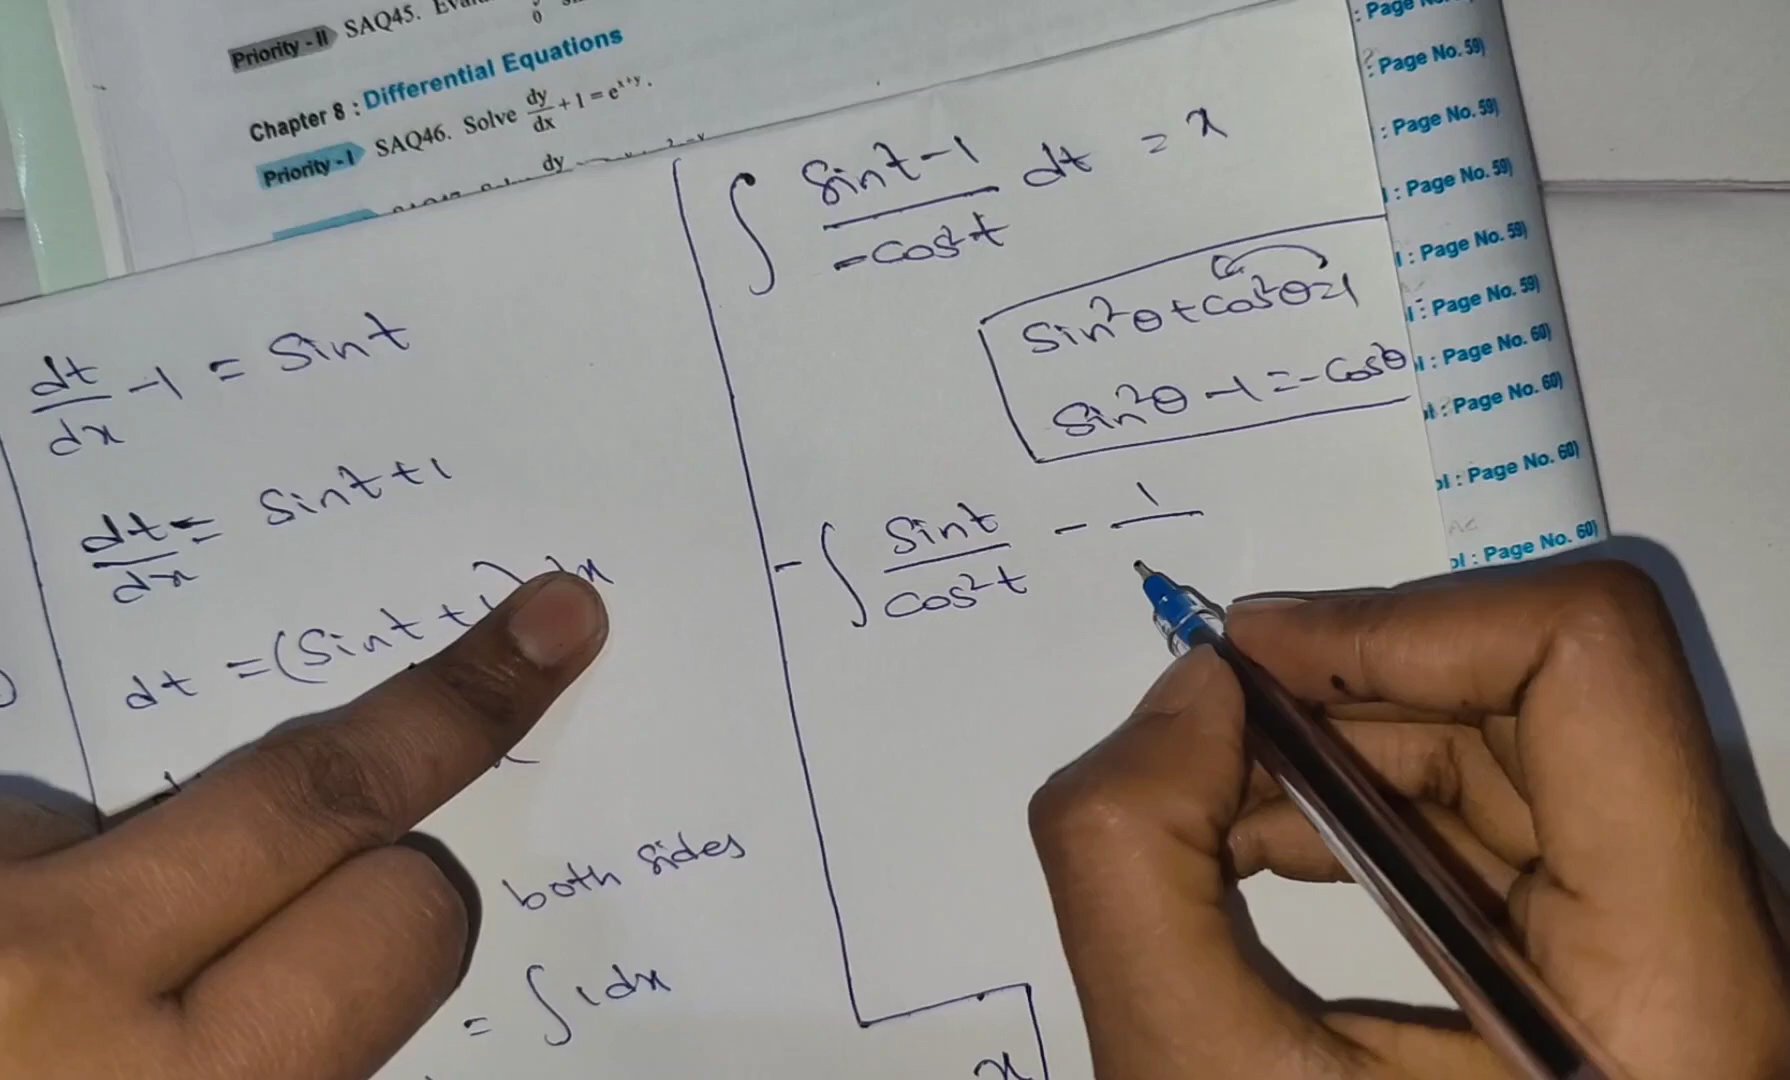 Priority - II SAQ45.
Chapter 8 : Differential Equations
Priority - I SAQ46. Solve dy/dx + 1 = e^(x+y).
dy
: Page
: Page No. 59)
: Page No. 59)
: Page No. 59)
: Page No. 59)
: Page No. 59)
: Page No. 60)
: Page No. 60)
: Page No. 60)
: Page No. 60)
dt/dx - 1 = Sint
dt/dx = Sint + 1
dt = (Sint +
both sides
= ∫ 1 dx
∫ (Sint - 1)/(-cos²t) dt = x
Sin²θ + cos²θ = 1
Sin²θ - 1 = -cos²θ
- ∫ Sint/cos²t - 1
x